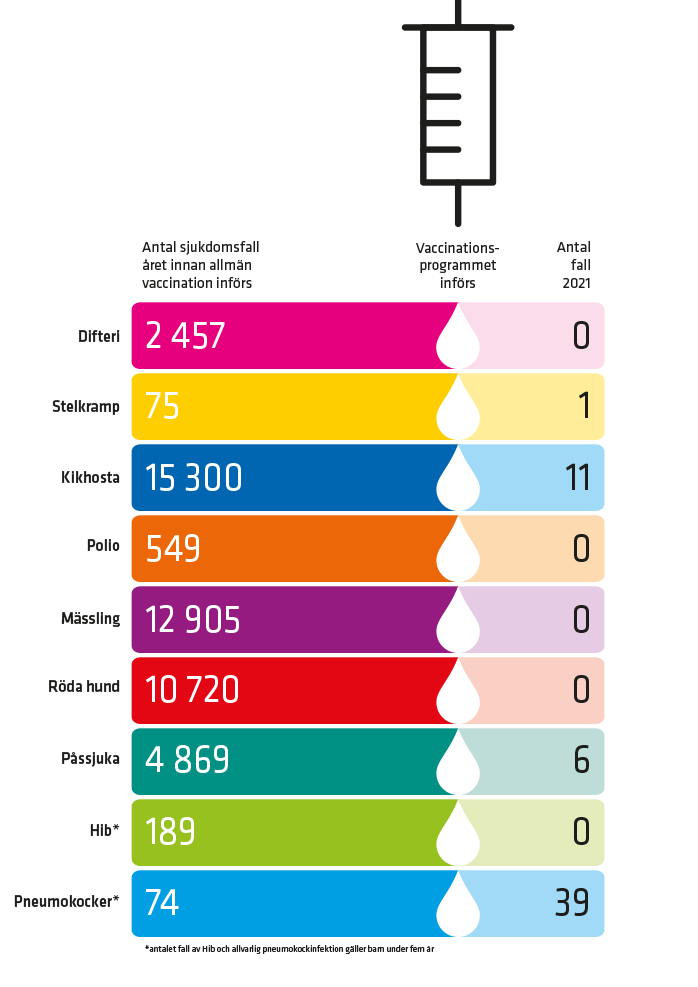 Antal sjukdomsfall
året innan allmän
vaccination införs
Vaccinations-
programmet
införs
Antal
fall
2021
Difteri 2 457 0
Stelkramp 75 1
Kikhosta 15 300 11
Polio 549 0
Mässling 12 905 0
Röda hund 10 720 0
Påssjuka 4 869 6
Hib* 189 0
Pneumokocker* 74 39
*antalet fall av Hib och allvarlig pneumokockinfektion gäller barn under fem år